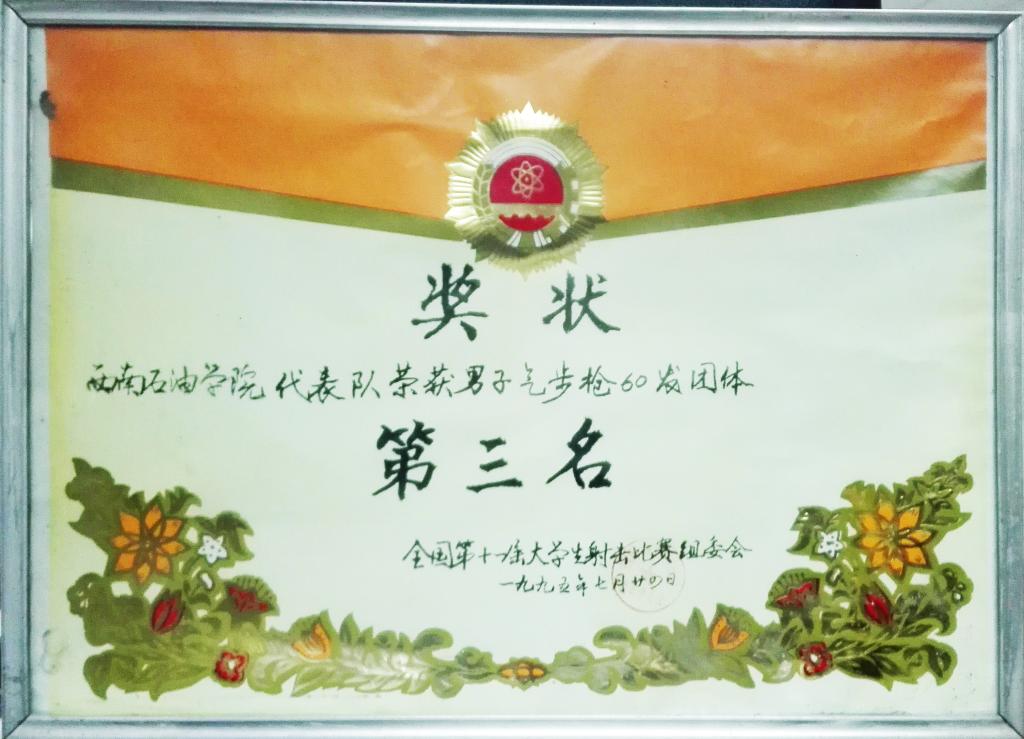 奖状
西南石油学院代表队荣获男子气步枪60发团体
第三名
全国第十一届大学生射击比赛组委会
一九九五年七月廿四日